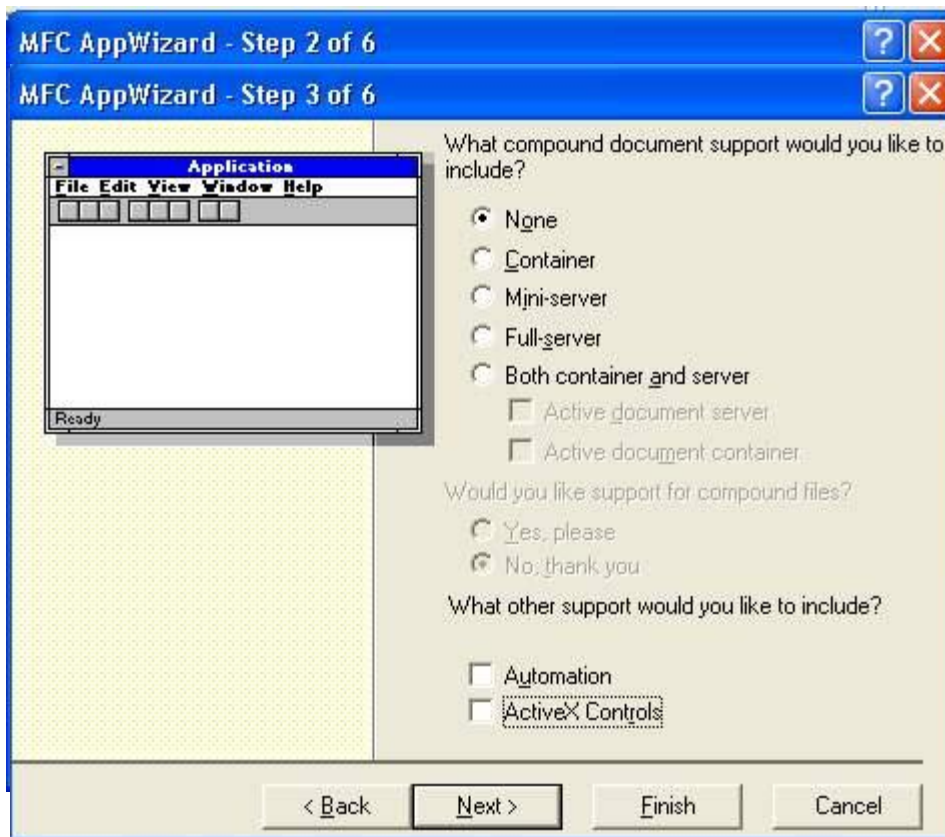 MFC AppWizard - Step 2 of 6
MFC AppWizard - Step 3 of 6
Application
File Edit View Window Help
Ready
What compound document support would you like to
include?
None
Container
Mini-server
Full-server
Both container and server
Active document server
Active document container
Would you like support for compound files?
Yes, please
No, thank you
What other support would you like to include?
Automation
ActiveX Controls
< Back
Next >
Finish
Cancel